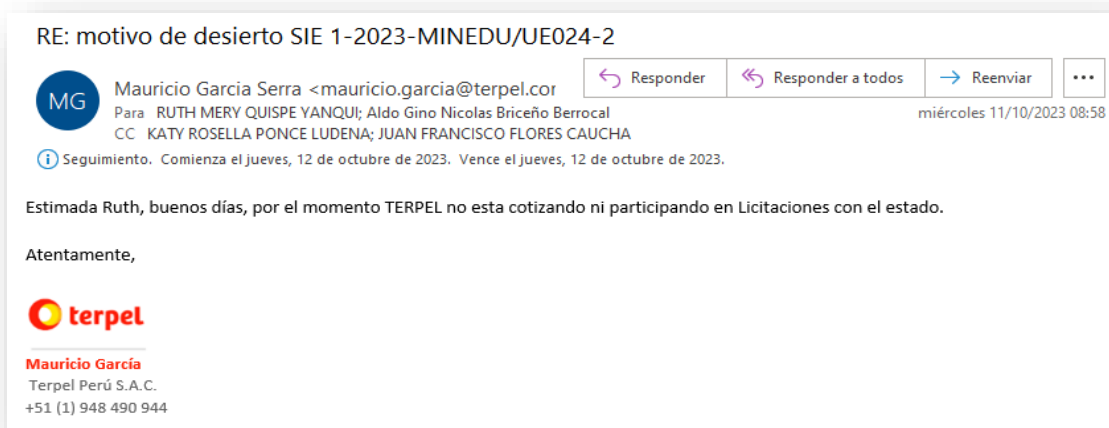 RE: motivo de desierto SIE 1-2023-MINEDU/UE024-2
MG
Mauricio Garcia Serra <mauricio.garcia@terpel.cor
Responder
Responder a todos
Reenviar
Para RUTH MERY QUISPE YANQUI; Aldo Gino Nicolas Briceño Berrocal
miércoles 11/10/2023 08:58
CC KATY ROSELLA PONCE LUDENA; JUAN FRANCISCO FLORES CAUCHA
Seguimiento. Comienza el jueves, 12 de octubre de 2023. Vence el jueves, 12 de octubre de 2023.
Estimada Ruth, buenos días, por el momento TERPEL no esta cotizando ni participando en Licitaciones con el estado.
Atentamente,
terpel
Mauricio García
Terpel Perú S.A.C.
+51 (1) 948 490 944